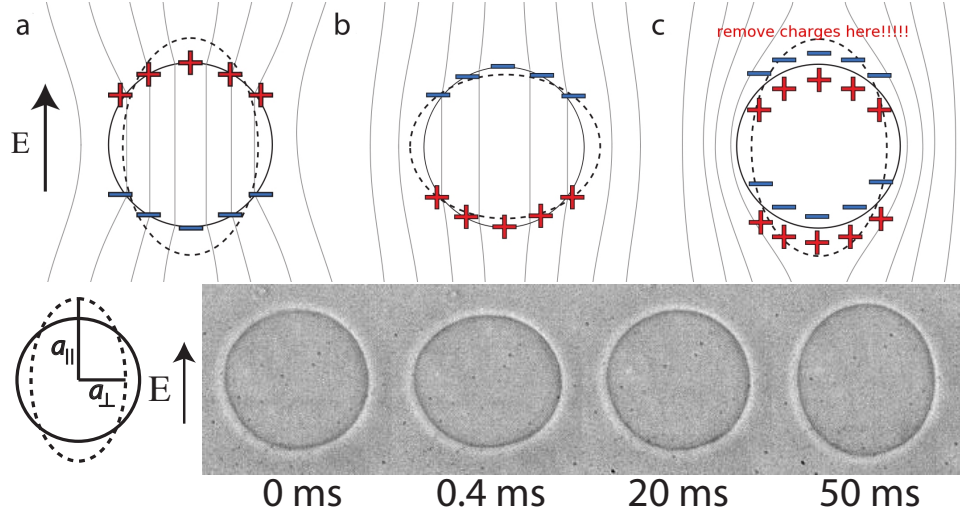 a
b
c
remove charges here!!!!!
E
a||
a⊥
E
0 ms
0.4 ms
20 ms
50 ms